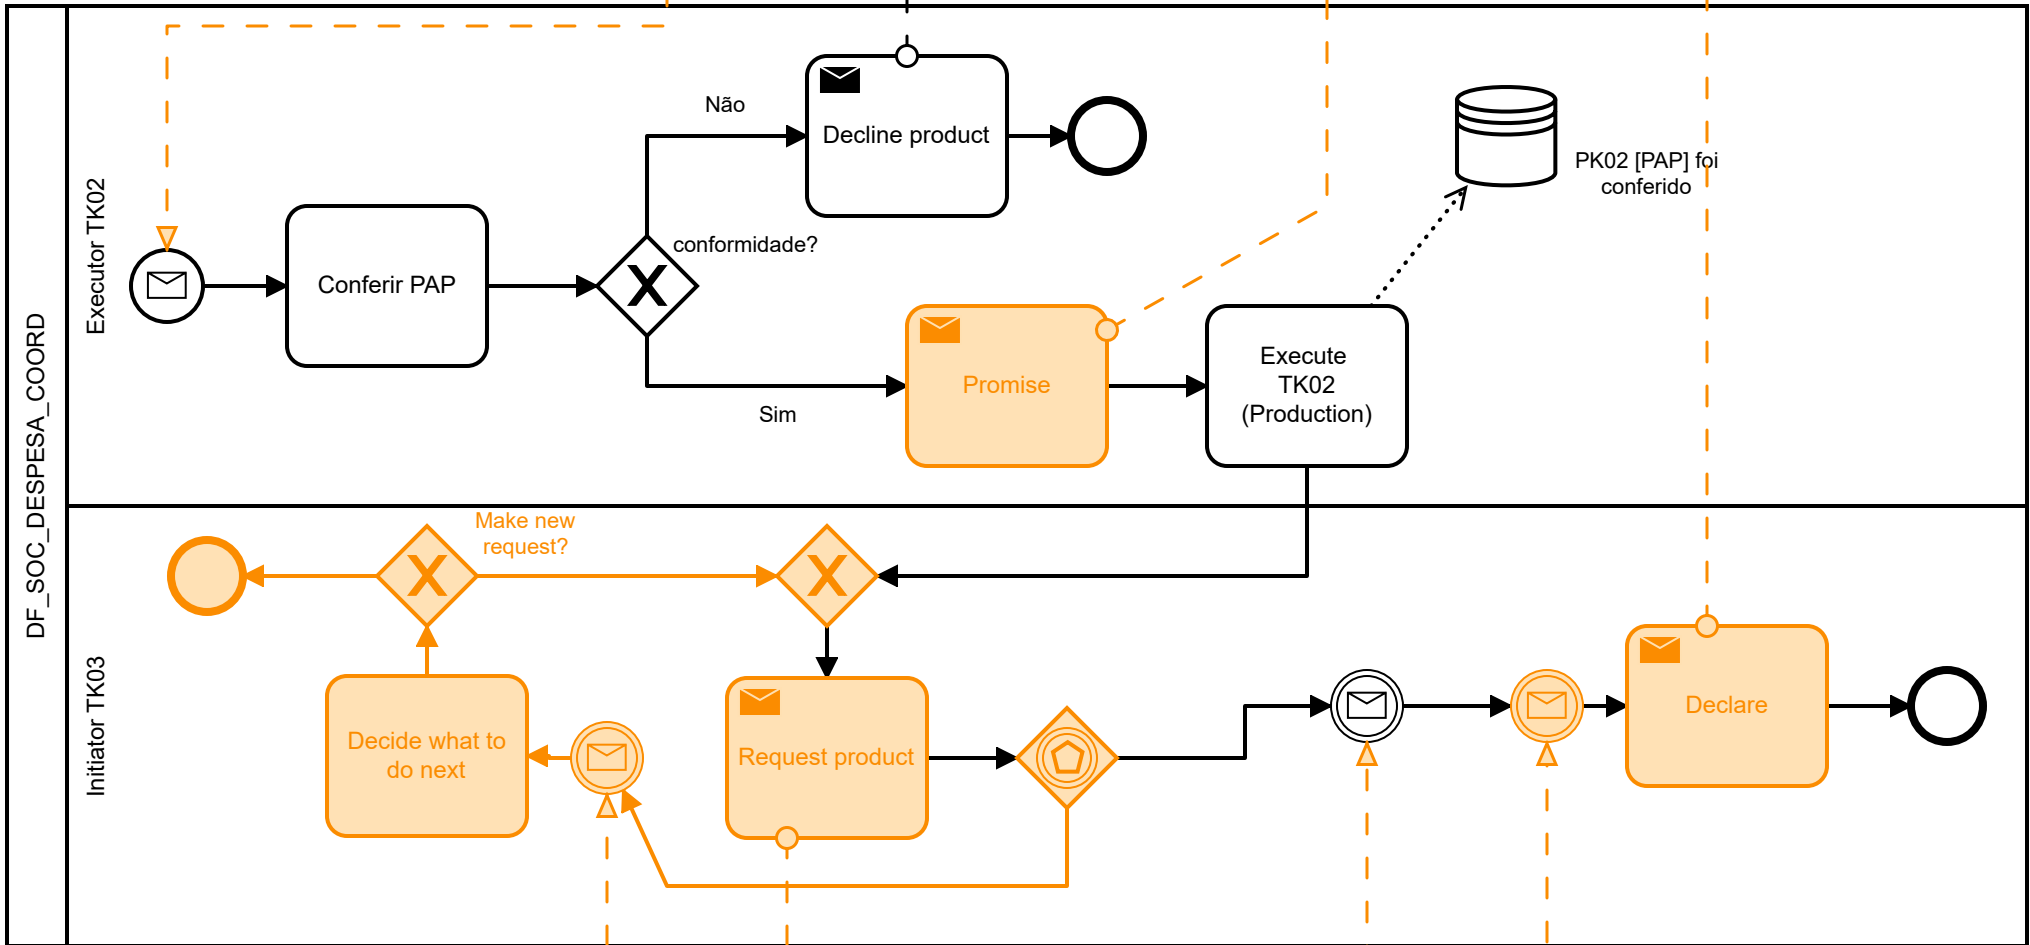 DF_SOC_DESPESA_COORD
Executor TK02
Não
Decline product
PK02 [PAP] foi
conferido
conformidade?
Conferir PAP
Execute
TK02
(Production)
Promise
Sim
Initiator TK03
Make new
request?
Decide what to
do next
Request product
Declare